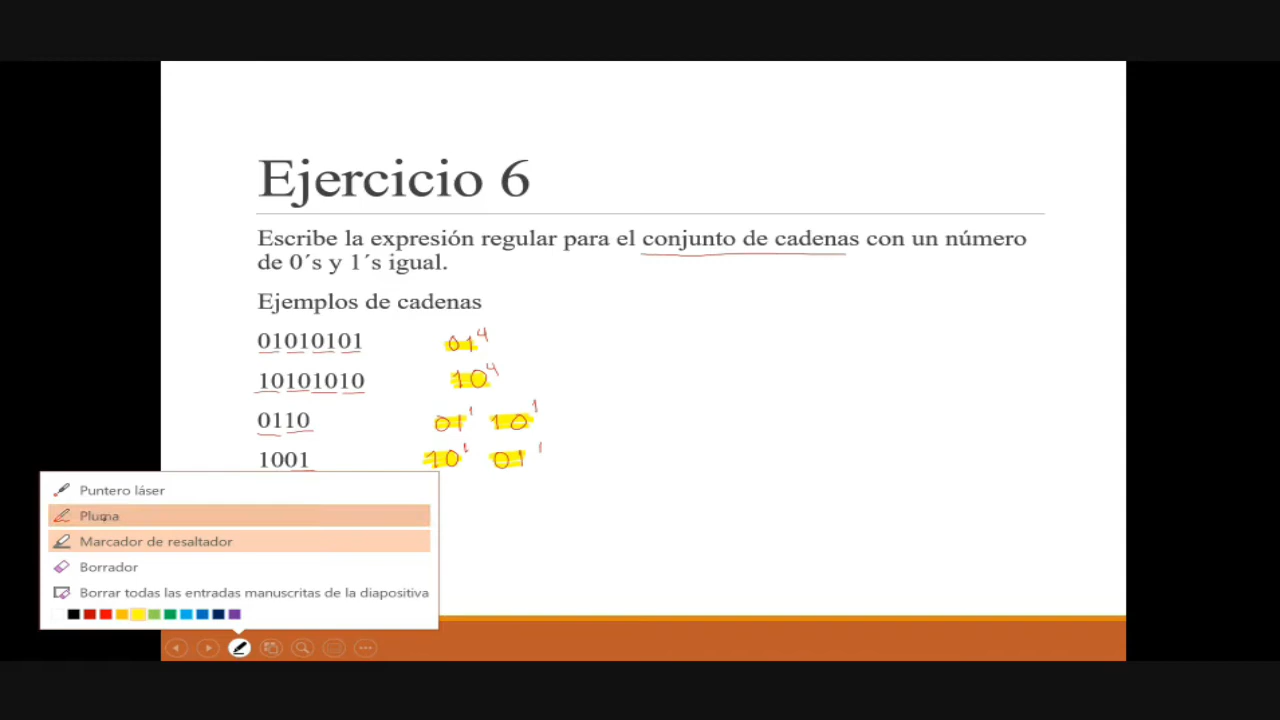 Ejercicio 6
Escribe la expresión regular para el conjunto de cadenas con un número
de 0´s y 1´s igual.
Ejemplos de cadenas
01010101 01⁴
10101010 10⁴
0110 01¹ 10¹
1001 10¹ 01¹
Puntero láser
Pluma
Marcador de resaltador
Borrador
Borrar todas las entradas manuscritas de la diapositiva